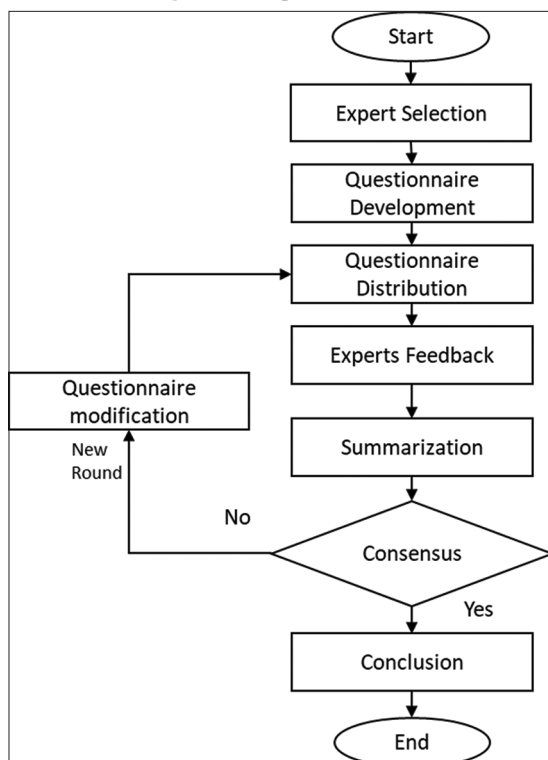 Start
Expert Selection
Questionnaire
Development
Questionnaire
Distribution
Experts Feedback
Questionnaire
modification
Summarization
New
Round
No
Consensus
Yes
Conclusion
End